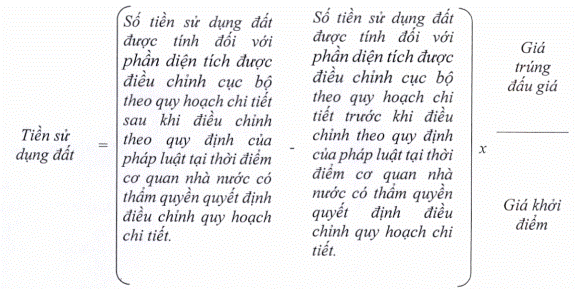 Tiền sử
dụng đất
=
Số tiền sử dụng đất
được tính đối với
phần diện tích được
điều chỉnh cục bộ
theo quy hoạch chi tiết
sau khi điều chỉnh
theo quy định của
pháp luật tại thời điểm
cơ quan nhà nước có
thẩm quyền quyết định
điều chỉnh quy hoạch
chi tiết.
-
Số tiền sử dụng đất
được tính đối với
phần diện tích được
điều chỉnh cục bộ
theo quy hoạch chi
tiết trước khi điều
chỉnh theo quy định
của pháp luật tại thời
điểm cơ quan nhà
nước có thẩm quyền
quyết định điều
chỉnh quy hoạch chi
tiết.
x
Giá
trúng
đấu giá
Giá khởi
điểm